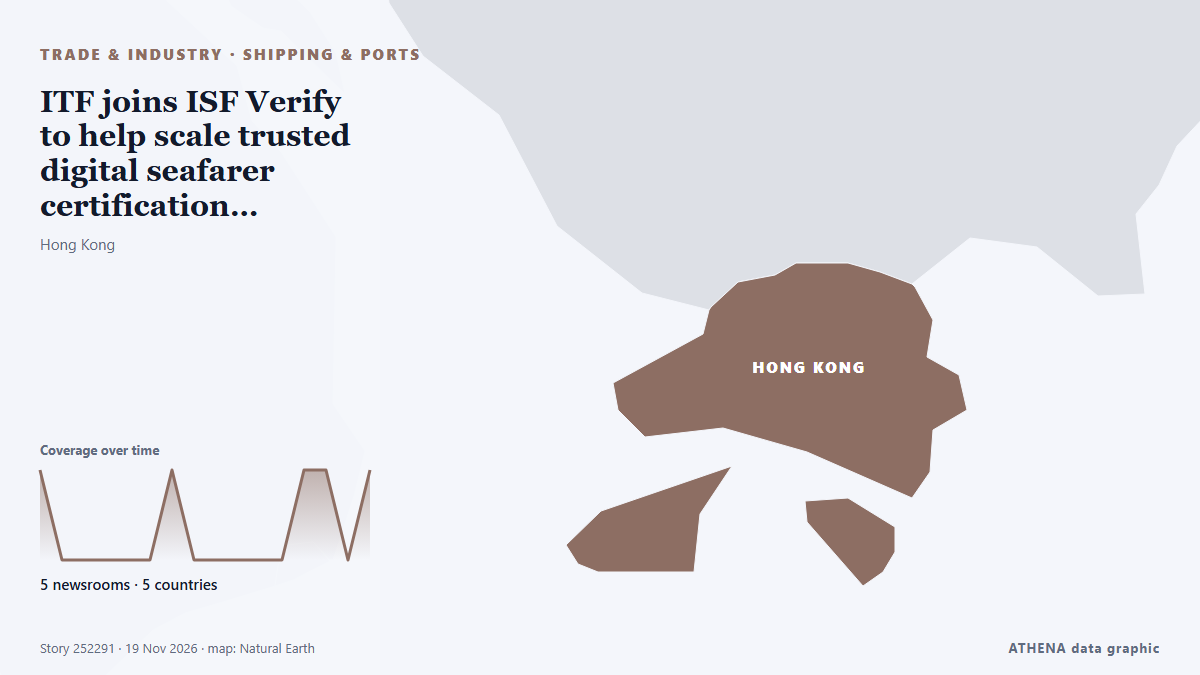 TRADE & INDUSTRY · SHIPPING & PORTS
ITF joins ISF Verify
to help scale trusted
digital seafarer
certification...
Hong Kong
HONG KONG
Coverage over time
5 newsrooms · 5 countries
Story 252291 · 19 Nov 2026 · map: Natural Earth
ATHENA data graphic